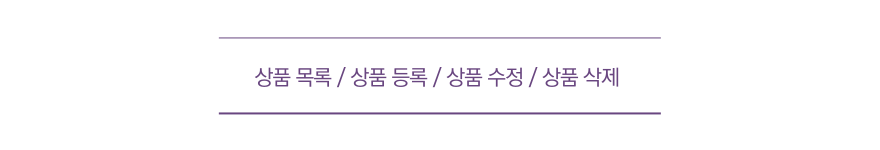 상품 목록 / 상품 등록 / 상품 수정 / 상품 삭제